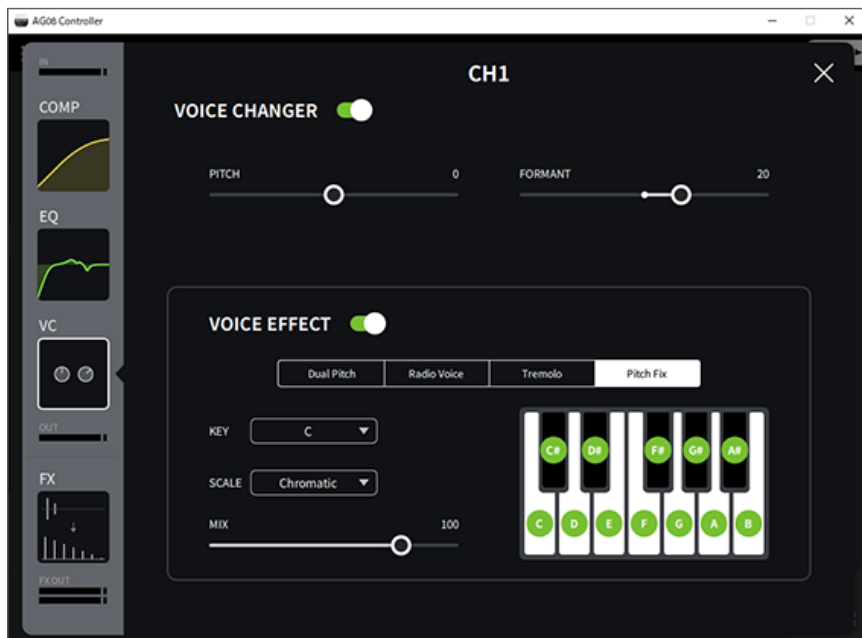 AG08 Controller
IN
CH1
COMP
VOICE CHANGER
PITCH 0
FORMANT 20
EQ
VC
VOICE EFFECT
Dual Pitch Radio Voice Tremolo Pitch Fix
KEY C
SCALE Chromatic
MIX 100
C# D# F# G# A#
C D E F G A B
OUT
FX
FX OUT